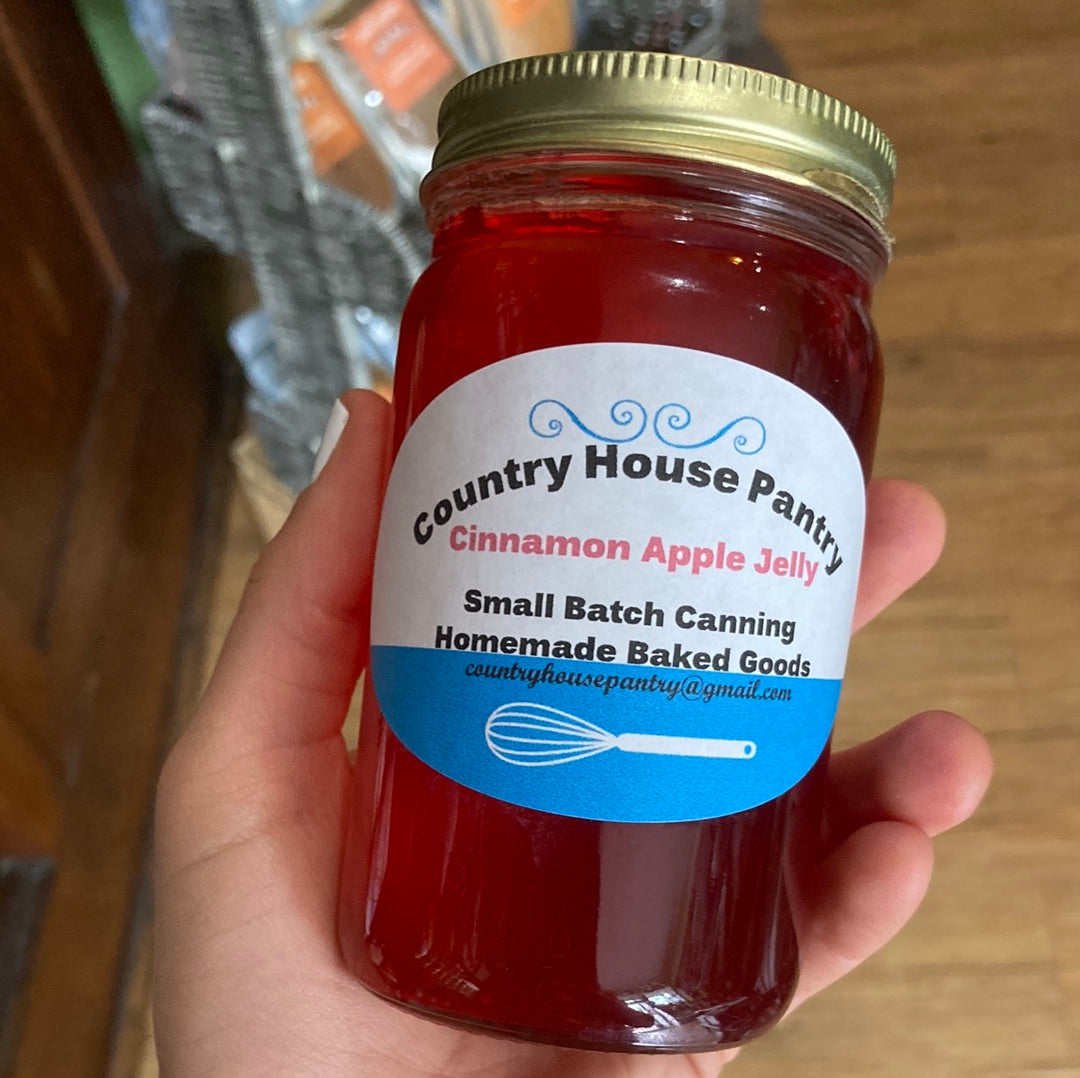 Country House Pantry
Cinnamon Apple Jelly
Small Batch Canning
Homemade Baked Goods
countryhousepantry@gmail.com